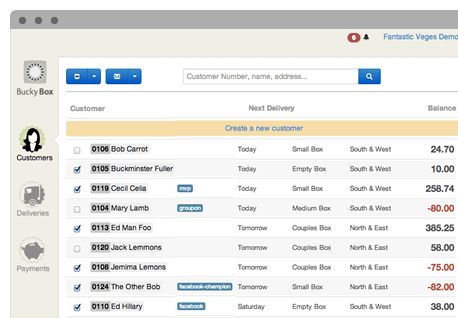 6 Fantastic Veges Demo
Customer Number, name, address...
Bucky Box
Customer Next Delivery Balance
Create a new customer
0106 Bob Carrot Today Small Box South & West 24.70
0105 Buckminster Fuller Today Empty Box South & West 10.00
Customers
0119 Cecil Celia mvp Today Small Box South & West 258.74
0104 Mary Lamb groupon Today Medium Box South & West -80.00
Deliveries
0113 Ed Man Foo Tomorrow Couples Box North & East 385.25
0120 Jack Lemmons Tomorrow Couples Box North & East 58.00
Payments
0108 Jemima Lemons Tomorrow Couples Box North & East -75.00
0124 The Other Bob facebook-champion Tomorrow Small Box North & East -82.00
0110 Ed Hillary facebook Saturday Empty Box South & West 38.00